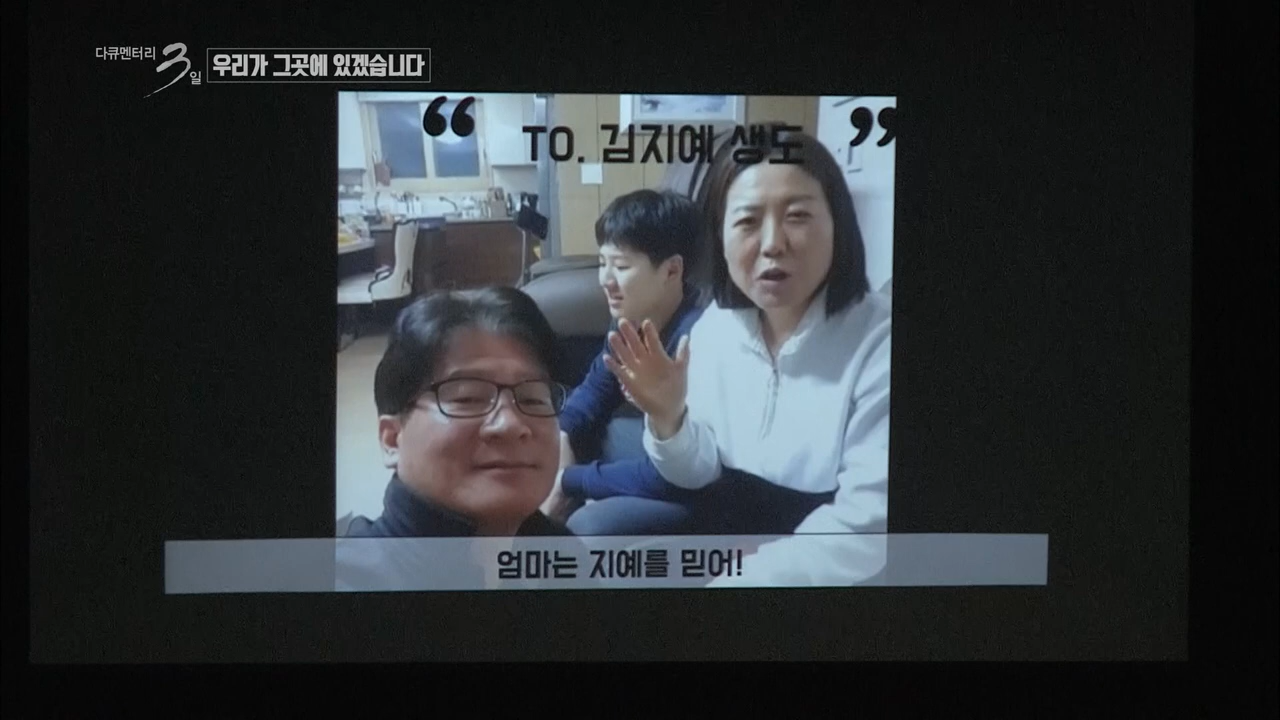 다큐멘터리 3일
우리가 그곳에 있겠습니다
“ TO. 김지예 생도 ”
엄마는 지예를 믿어!